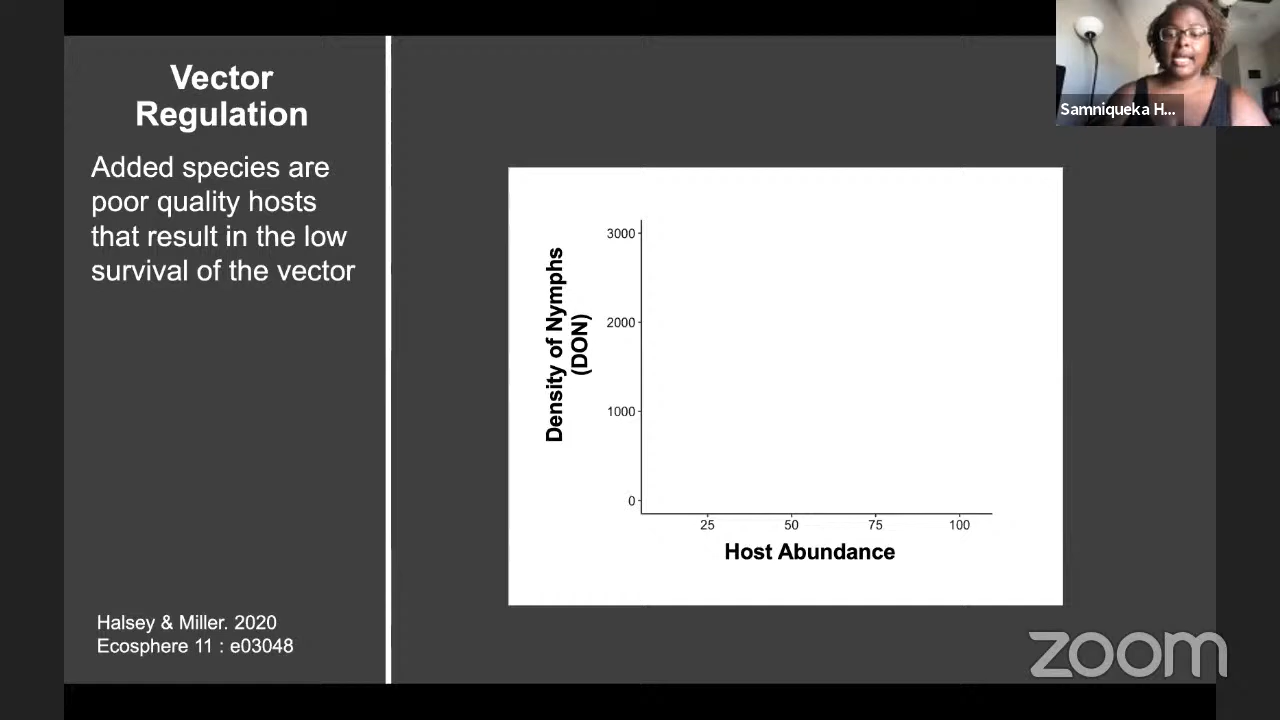 Vector
Regulation
Added species are
poor quality hosts
that result in the low
survival of the vector
Halsey & Miller. 2020
Ecosphere 11 : e03048
Density of Nymphs
(DON)
3000
2000
1000
0
25 50 75 100
Host Abundance
Samniqueka H...
zoom